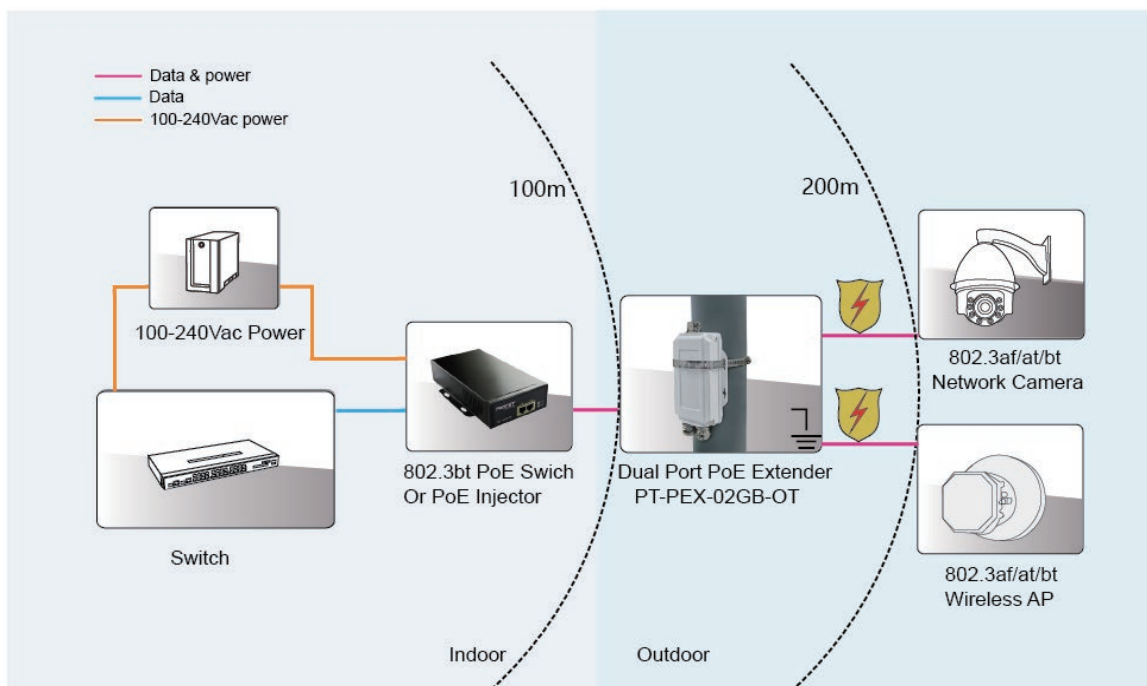 Data & power
Data
100-240Vac power
100m
200m
100-240Vac Power
802.3af/at/bt
Network Camera
802.3bt PoE Swich
Or PoE Injector
Dual Port PoE Extender
PT-PEX-02GB-OT
Switch
802.3af/at/bt
Wireless AP
Indoor
Outdoor